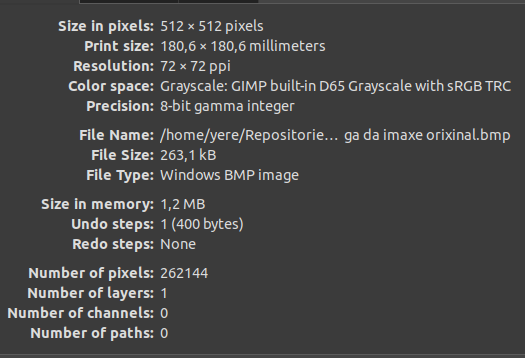 Size in pixels: 512 × 512 pixels
Print size: 180,6 × 180,6 millimeters
Resolution: 72 × 72 ppi
Color space: Grayscale: GIMP built-in D65 Grayscale with sRGB TRC
Precision: 8-bit gamma integer
File Name: /home/yere/Repositorie… ga da imaxe orixinal.bmp
File Size: 263,1 kB
File Type: Windows BMP image
Size in memory: 1,2 MB
Undo steps: 1 (400 bytes)
Redo steps: None
Number of pixels: 262144
Number of layers: 1
Number of channels: 0
Number of paths: 0